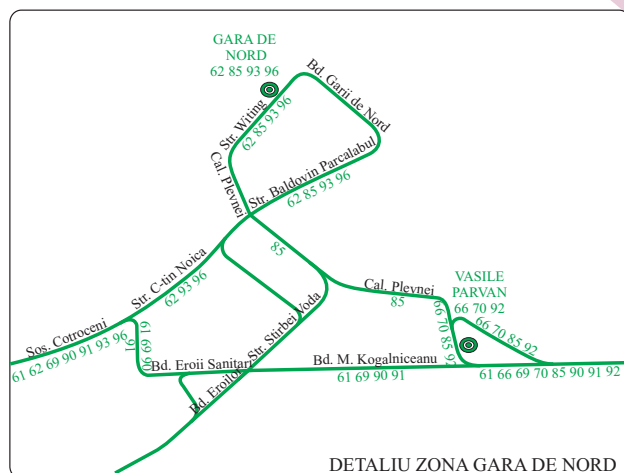 GARA DE
NORD
62 85 93 96
Bd. Garii de Nord
Str. Witing
62 85 93 96
Cal. Plevnei
Str. Baldovin Parcalabul
62 85 93 96
85
Str. C-tin Noica
62 93 96
Cal. Plevnei
85
VASILE
PARVAN
66 70 92
66 70 85 92
66 70 85 92
Sos. Cotroceni
61 62 69 90 91 93 96
61 69 90
91
Bd. Eroii Sanitari
Bd. Eroilor
Str. Stirbei Voda
Bd. M. Kogalniceanu
61 69 90 91
61 66 69 70 85 90 91 92
DETALIU ZONA GARA DE NORD